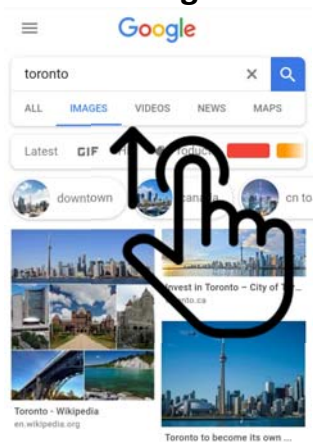 Google
toronto
ALL IMAGES VIDEOS NEWS MAPS
Latest GIF
downtown
cn to
Invest in Toronto – City of
Toronto - Wikipedia
en.wikipedia.org
Toronto to become its own ...